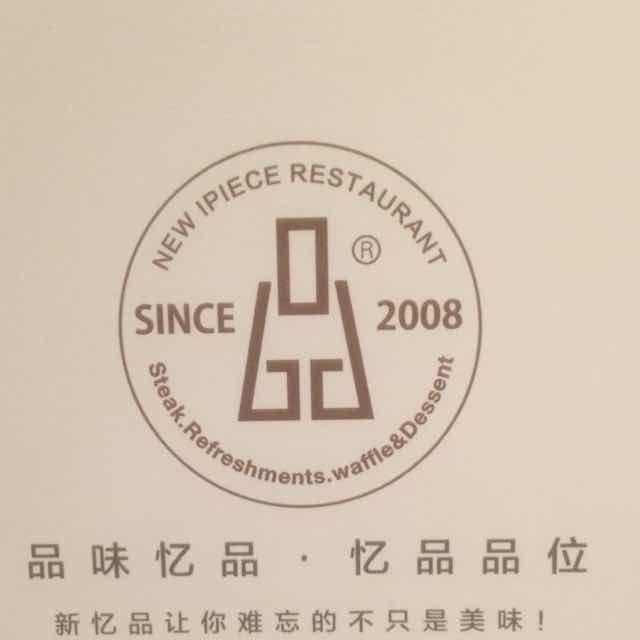 NEW IPIECE RESTAURANT
®
SINCE 2008
Steak.Refreshments.waffle&Dessent
品味忆品·忆品品位
新忆品让你难忘的不只是美味!